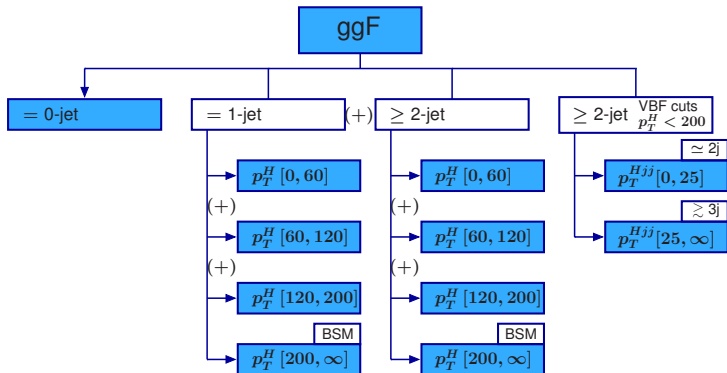 ggF
= 0-jet
= 1-jet
(+)
≥ 2-jet
≥ 2-jet VBF cuts p_T^H < 200
≃ 2j
p_T^H [0, 60]
p_T^H [0, 60]
p_T^{Hjj} [0, 25]
(+)
(+)
≳ 3j
p_T^H [60, 120]
p_T^H [60, 120]
p_T^{Hjj} [25, ∞]
(+)
(+)
p_T^H [120, 200]
p_T^H [120, 200]
BSM
BSM
p_T^H [200, ∞]
p_T^H [200, ∞]